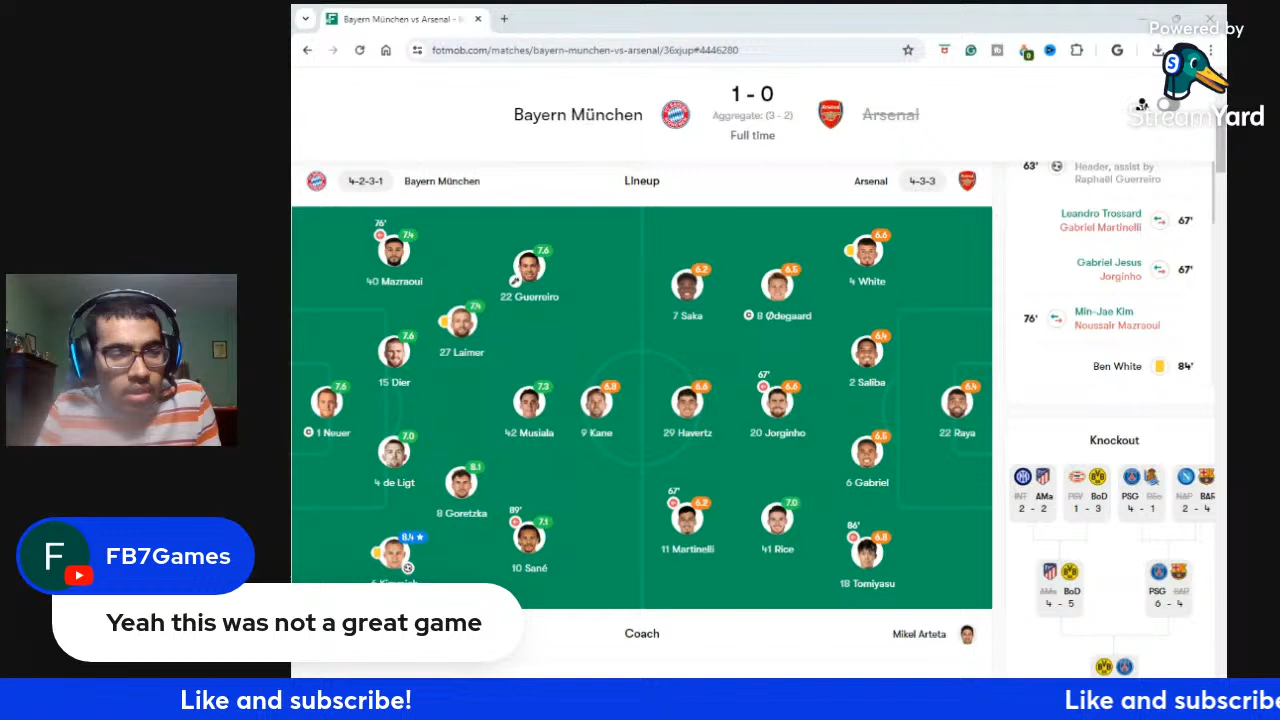 Bayern München vs Arsenal - B
fotmob.com/matches/bayern-munchen-vs-arsenal/36xjup#4446280
Powered by
StreamYard
Bayern München
1 - 0
Aggregate: (3 - 2)
Full time
Arsenal
4-2-3-1
Bayern München
Lineup
Arsenal
4-3-3
76'
7.4
40 Mazraoui
7.6
22 Guerreiro
7.4
27 Laimer
7.6
15 Dier
7.6
1 Neuer
7.3
42 Musiala
6.8
9 Kane
7.0
4 de Ligt
8.1
8 Goretzka
89'
7.1
10 Sané
8.4
6 Kimmich
6.2
7 Saka
6.5
8 Ødegaard
6.6
4 White
6.4
2 Saliba
6.6
29 Havertz
67'
6.6
20 Jorginho
6.4
22 Raya
6.5
6 Gabriel
67'
6.2
11 Martinelli
7.0
41 Rice
86'
6.8
18 Tomiyasu
Coach
Mikel Arteta
63'
Header, assist by
Raphaël Guerreiro
Leandro Trossard
Gabriel Martinelli
67'
Gabriel Jesus
Jorginho
67'
76'
Min-Jae Kim
Noussair Mazraoui
Ben White
84'
Knockout
INT AMa
2 - 2
PSV BoD
1 - 3
PSG RSo
4 - 1
NAP BAR
2 - 4
AMa BoD
4 - 5
PSG BAR
6 - 4
F
FB7Games
Yeah this was not a great game
Like and subscribe!
Like and subscribe